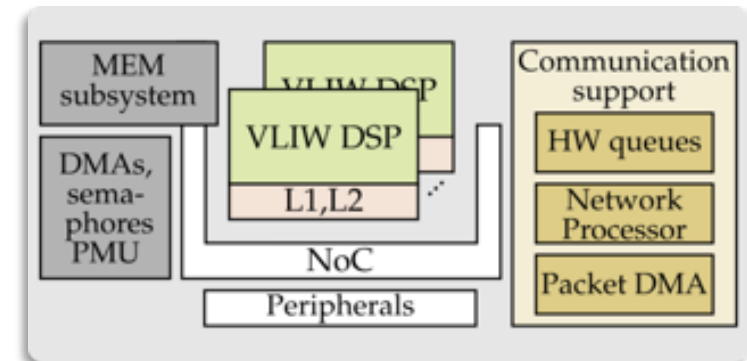 MEM
subsystem
DMAs,
sema-
phores
PMU
VLIW DSP
VLIW DSP
L1,L2
NoC
Peripherals
Communication
support
HW queues
Network
Processor
Packet DMA